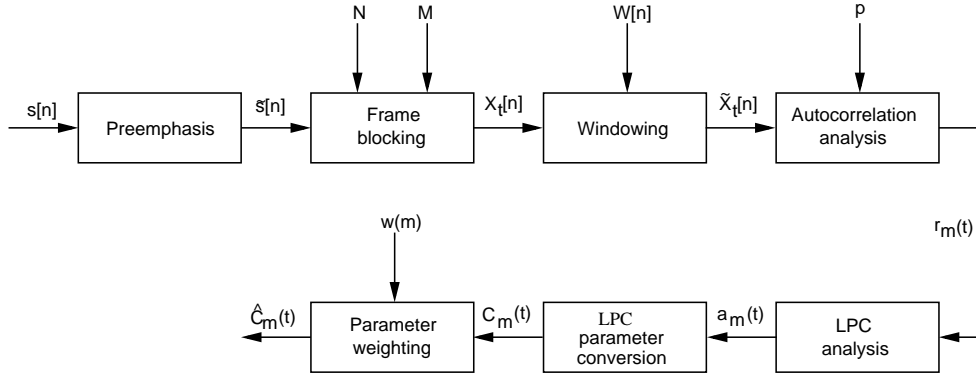 N
M
W[n]
p
s[n]
Preemphasis
s̃[n]
Frame
blocking
X_t[n]
Windowing
X̃_t[n]
Autocorrelation
analysis
w(m)
r_m(t)
Ĉ_m(t)
Parameter
weighting
C_m(t)
LPC
parameter
conversion
a_m(t)
LPC
analysis